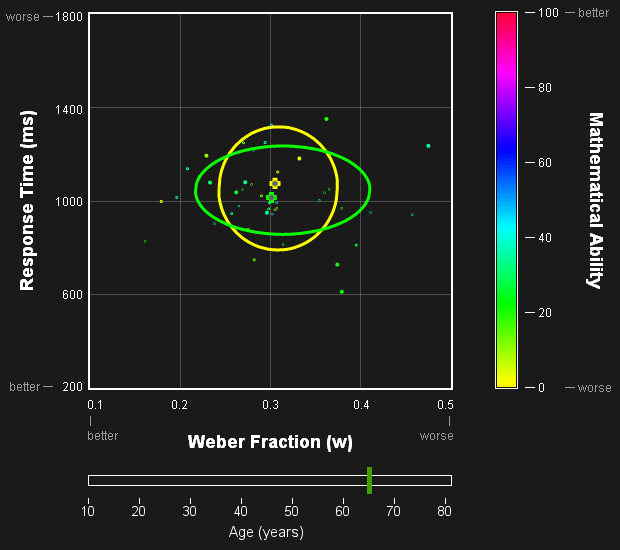 worse
1800
1400
1000
600
better
200
Response Time (ms)
0.1 0.2 0.3 0.4 0.5
better
worse
Weber Fraction (w)
10 20 30 40 50 60 70 80
Age (years)
100
better
80
60
40
20
0
worse
Mathematical Ability